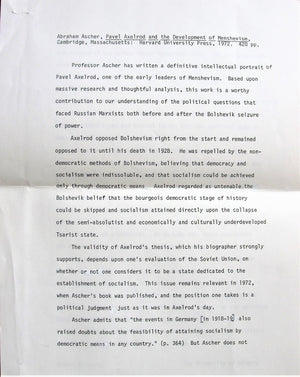 Abraham Ascher, Pavel Axelrod and the Development of Menshevism,
Cambridge, Massachusetts: Harvard University Press, 1972. 420 pp.
Professor Ascher has written a definitive intellectual portrait of
Pavel Axelrod, one of the early leaders of Menshevism. Based upon
massive research and thoughtful analysis, this work is a worthy
contribution to our understanding of the political questions that
faced Russian Marxists both before and after the Bolshevik seizure
of power.
Axelrod opposed Bolshevism right from the start and remained
opposed to it until his death in 1928. He was repelled by the non-
democratic methods of Bolshevism, believing that democracy and
socialism were indissoluble, and that socialism could be achieved
only through democratic means Axelrod regarded as untenable the
Bolshevik belief that the bourgeois democratic stage of history
could be skipped and socialism attained directly upon the collapse
of the semi-absolutist and economically and culturally underdeveloped
Tsarist state.
The validity of Axelrod's thesis, which his biographer strongly
supports, depends upon one's evaluation of the Soviet Union, on
whether or not one considers it to be a state dedicated to the
establishment of socialism. This issue remains relevant in 1972,
when Ascher's book was published, and the position one takes is a
political judgment just as it was in Axelrod's day.
Ascher admits that "the events in Germany [in 1918-19] also
raised doubts about the feasibility of attaining socialism by
democratic means in any country." (p. 364) But Ascher does not